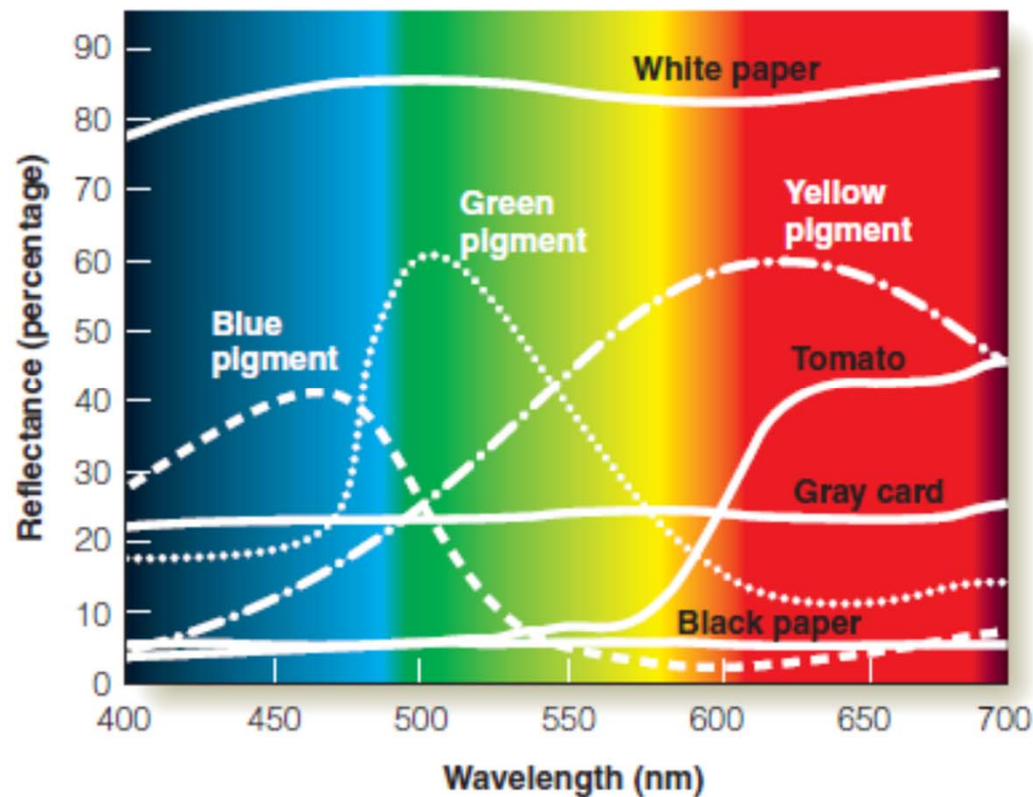 90
80
70
60
50
40
30
20
10
0
Reflectance (percentage)
White paper
Green
pigment
Yellow
pigment
Blue
pigment
Tomato
Gray card
Black paper
400
450
500
550
600
650
700
Wavelength (nm)